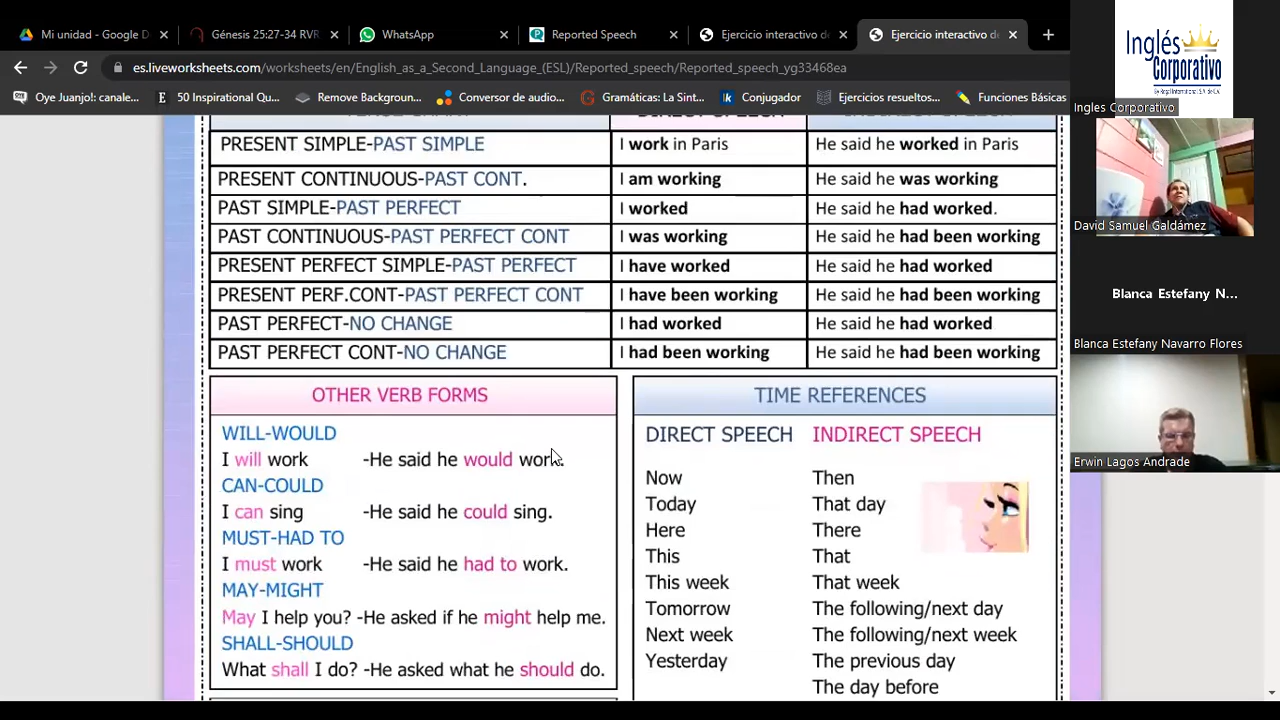 Mi unidad - Google D
Génesis 25:27-34 RVR
WhatsApp
Reported Speech
Ejercicio interactivo de
Ejercicio interactivo de
es.liveworksheets.com/worksheets/en/English_as_a_Second_Language_(ESL)/Reported_speech/Reported_speech_yg33468ea
Oye Juanjo!: canale...
50 Inspirational Qu...
Remove Backgroun...
Conversor de audio...
Gramáticas: La Sint...
Conjugador
Ejercicios resueltos...
Funciones Básicas
PRESENT SIMPLE-PAST SIMPLE I work in Paris He said he worked in Paris
PRESENT CONTINUOUS-PAST CONT. I am working He said he was working
PAST SIMPLE-PAST PERFECT I worked He said he had worked.
PAST CONTINUOUS-PAST PERFECT CONT I was working He said he had been working
PRESENT PERFECT SIMPLE-PAST PERFECT I have worked He said he had worked
PRESENT PERF.CONT-PAST PERFECT CONT I have been working He said he had been working
PAST PERFECT-NO CHANGE I had worked He said he had worked
PAST PERFECT CONT-NO CHANGE I had been working He said he had been working
OTHER VERB FORMS
WILL-WOULD
I will work -He said he would work.
CAN-COULD
I can sing -He said he could sing.
MUST-HAD TO
I must work -He said he had to work.
MAY-MIGHT
May I help you? -He asked if he might help me.
SHALL-SHOULD
What shall I do? -He asked what he should do.
TIME REFERENCES
DIRECT SPEECH INDIRECT SPEECH
Now Then
Today That day
Here There
This That
This week That week
Tomorrow The following/next day
Next week The following/next week
Yesterday The previous day
The day before
Inglés
Corporativo
Ingles Corporativo
David Samuel Galdámez
Blanca Estefany N...
Blanca Estefany Navarro Flores
Erwin Lagos Andrade